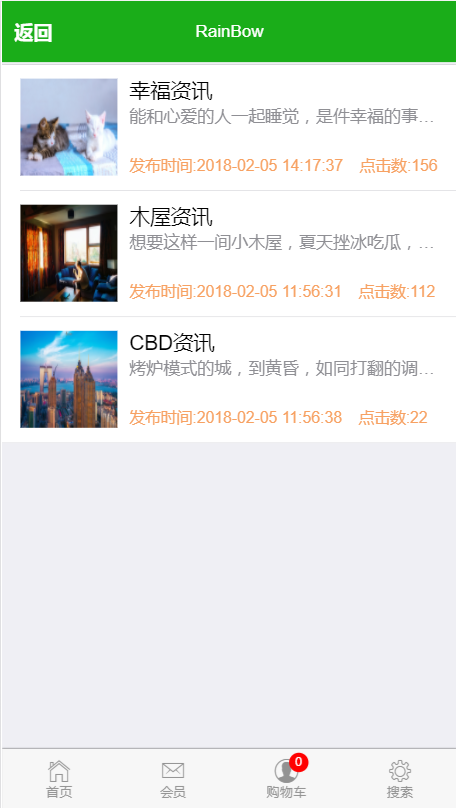 返回
RainBow
幸福资讯
能和心爱的人一起睡觉，是件幸福的事…
发布时间:2018-02-05 14:17:37 点击数:156
木屋资讯
想要这样一间小木屋，夏天挫冰吃瓜，…
发布时间:2018-02-05 11:56:31 点击数:112
CBD资讯
烤炉模式的城，到黄昏，如同打翻的调…
发布时间:2018-02-05 11:56:38 点击数:22
0
首页 会员 购物车 搜索